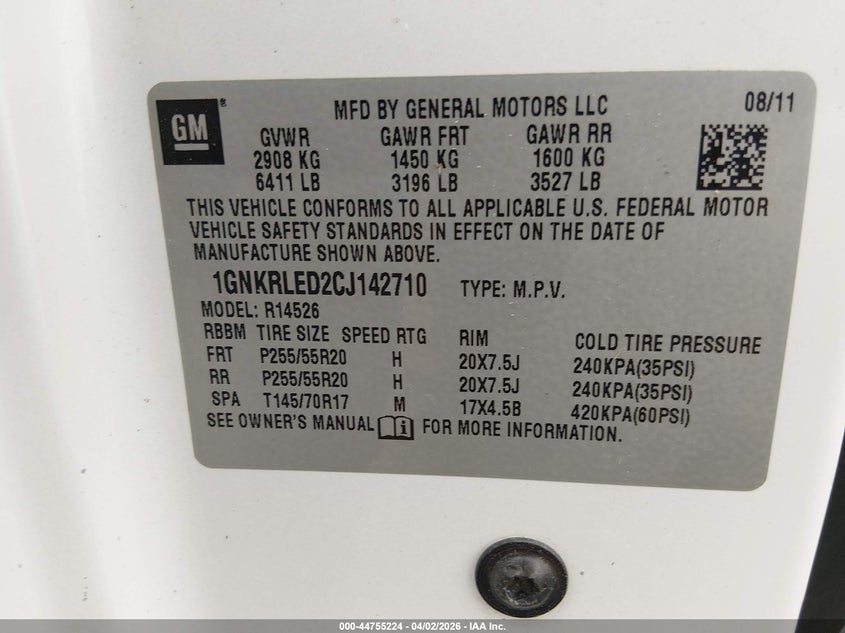 GM ®
MFD BY GENERAL MOTORS LLC 08/11
GVWR GAWR FRT GAWR RR
2908 KG 1450 KG 1600 KG
6411 LB 3196 LB 3527 LB
THIS VEHICLE CONFORMS TO ALL APPLICABLE U.S. FEDERAL MOTOR
VEHICLE SAFETY STANDARDS IN EFFECT ON THE DATE OF
MANUFACTURE SHOWN ABOVE.
1GNKRLED2CJ142710 TYPE: M.P.V.
MODEL: R14526
RBBM TIRE SIZE SPEED RTG RIM COLD TIRE PRESSURE
FRT P255/55R20 H 20X7.5J 240KPA(35PSI)
RR P255/55R20 H 20X7.5J 240KPA(35PSI)
SPA T145/70R17 M 17X4.5B 420KPA(60PSI)
SEE OWNER'S MANUAL i FOR MORE INFORMATION.
000-44755224 - 04/02/2026 - IAA Inc.